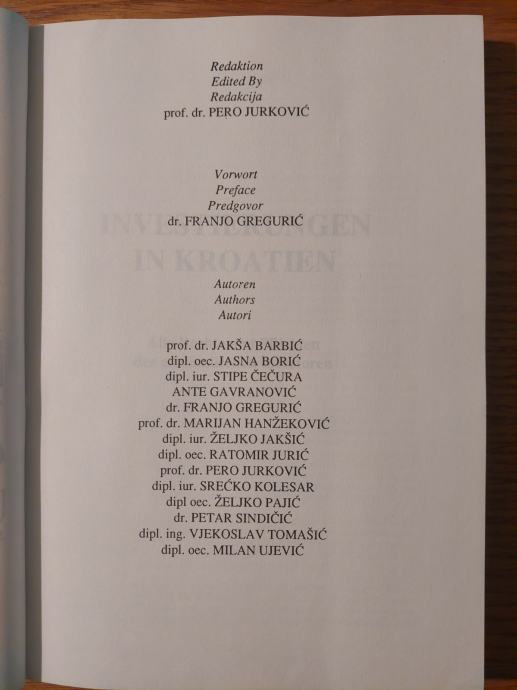 Redaktion
Edited By
Redakcija
prof. dr. PERO JURKOVIĆ
Vorwort
Preface
Predgovor
dr. FRANJO GREGURIĆ
INVESTIERUNGEN
IN KROATIEN
Autoren
Authors
Autori
prof. dr. JAKŠA BARBIĆ
dipl. oec. JASNA BORIĆ
dipl. iur. STIPE ČEČURA
ANTE GAVRANOVIĆ
dr. FRANJO GREGURIĆ
prof. dr. MARIJAN HANŽEKOVIĆ
dipl. iur. ŽELJKO JAKŠIĆ
dipl. oec. RATOMIR JURIĆ
prof. dr. PERO JURKOVIĆ
dipl. iur. SREĆKO KOLESAR
dipl oec. ŽELJKO PAJIĆ
dr. PETAR SINDIČIĆ
dipl. ing. VJEKOSLAV TOMAŠIĆ
dipl. oec. MILAN UJEVIĆ